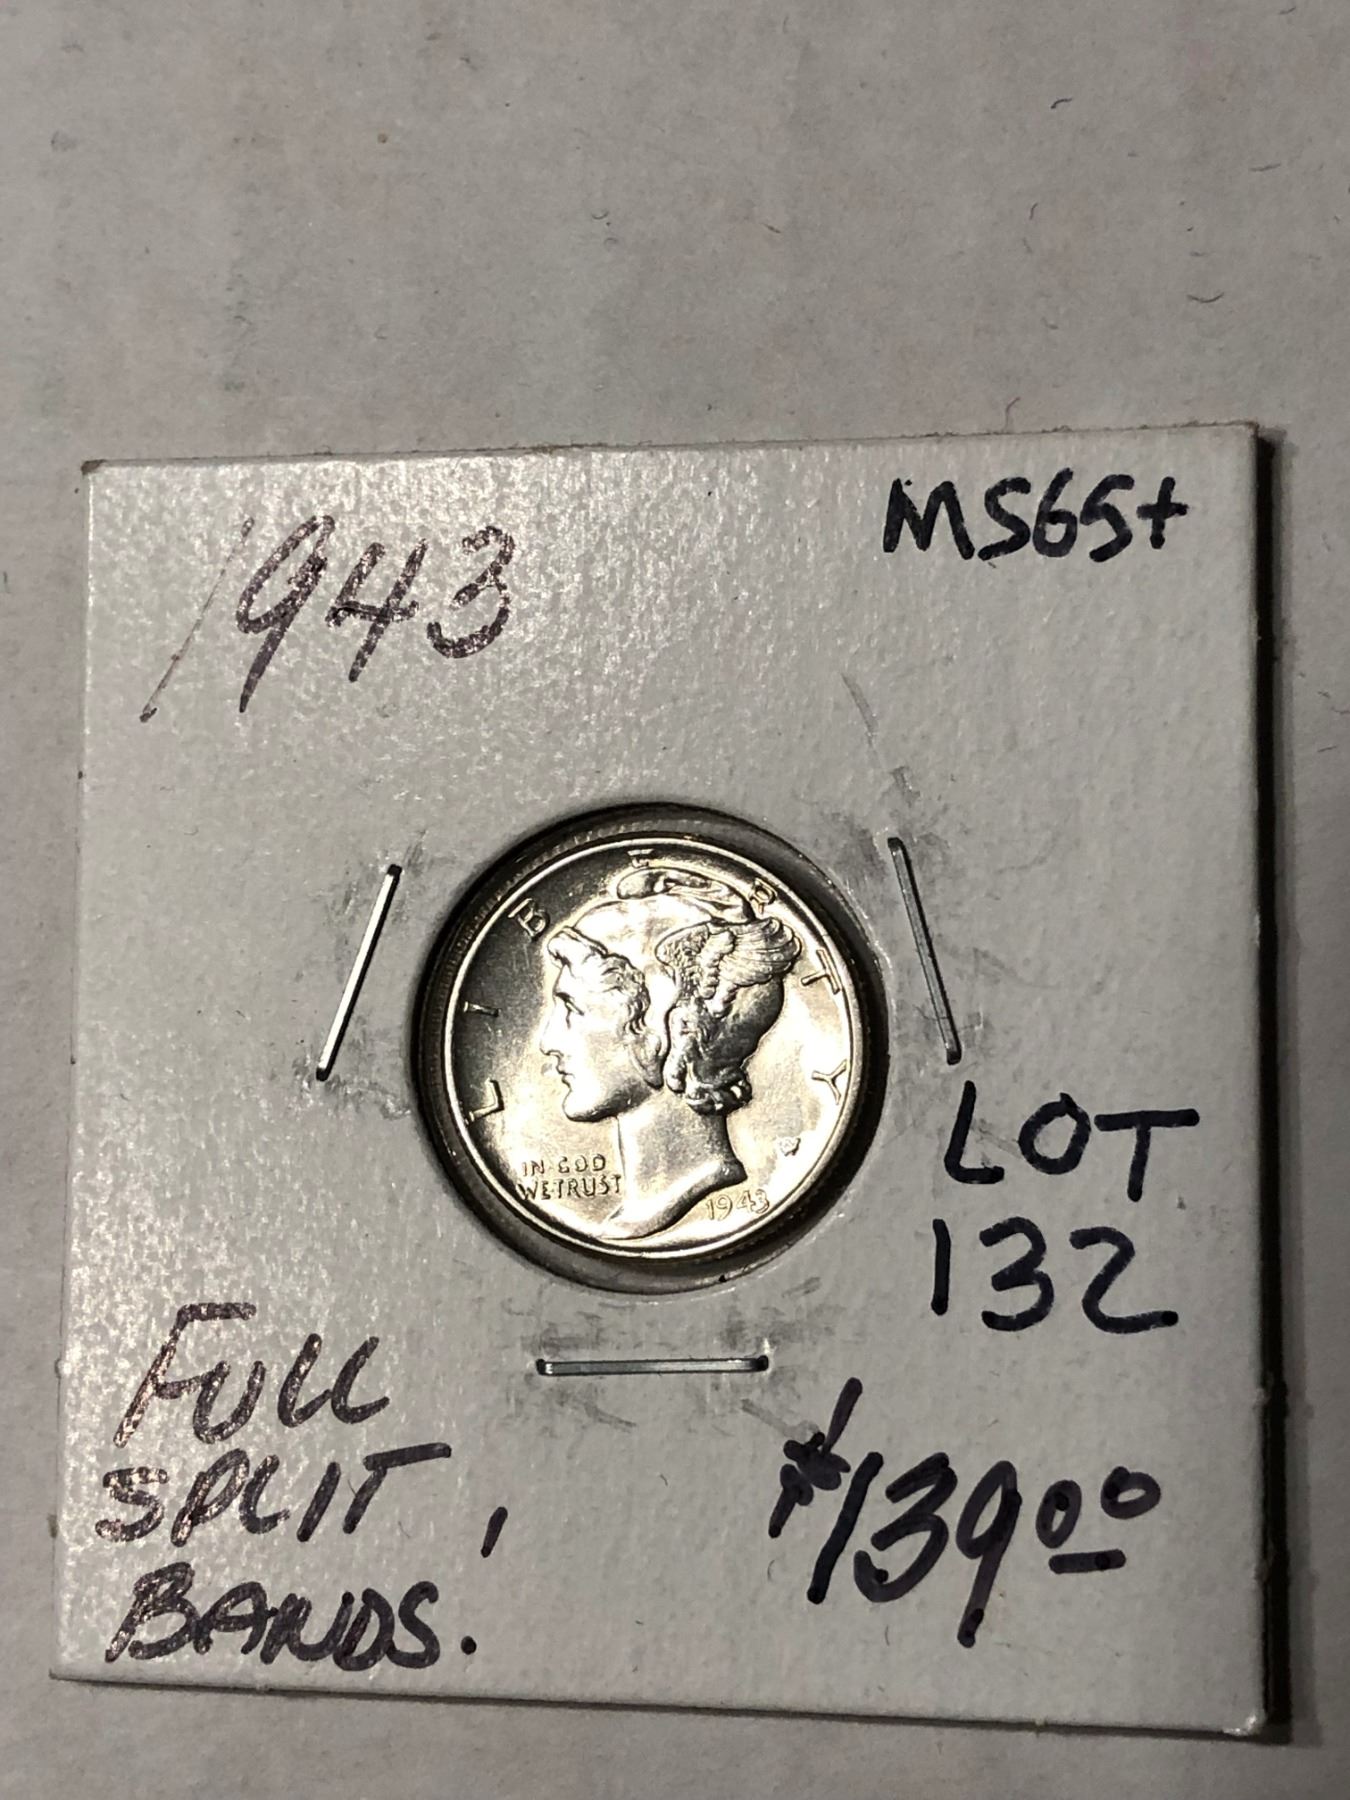 1943
MS65+
LIBERTY
IN GOD
WE TRUST
1943
LOT
132
FULL
SPLIT,
BANDS.
$139.00